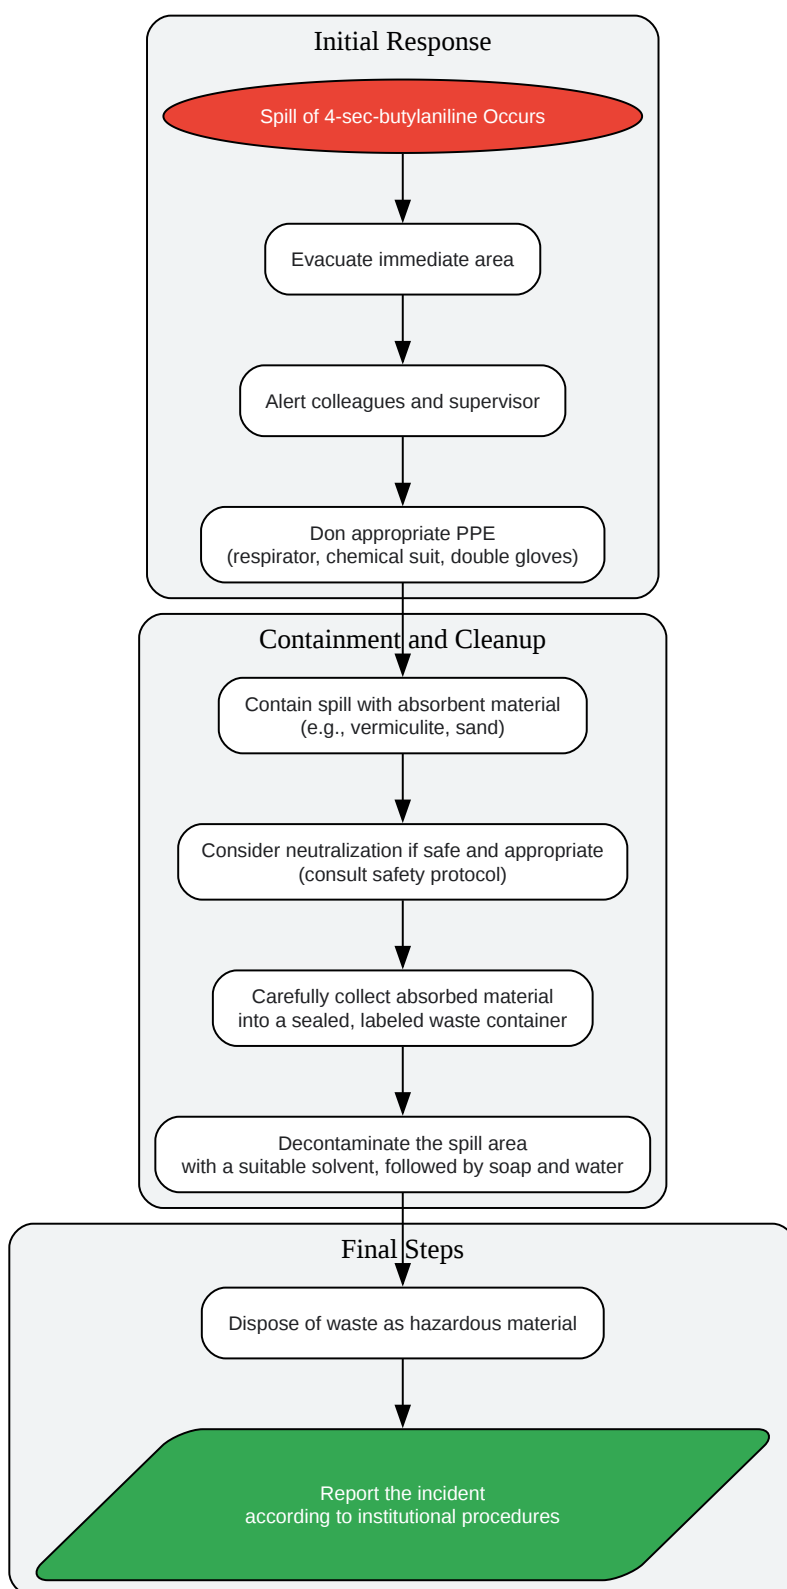 Initial Response
Spill of 4-sec-butylaniline Occurs
Evacuate immediate area
Alert colleagues and supervisor
Don appropriate PPE
(respirator, chemical suit, double gloves)
Containment and Cleanup
Contain spill with absorbent material
(e.g., vermiculite, sand)
Consider neutralization if safe and appropriate
(consult safety protocol)
Carefully collect absorbed material
into a sealed, labeled waste container
Decontaminate the spill area
with a suitable solvent, followed by soap and water
Final Steps
Dispose of waste as hazardous material
Report the incident
according to institutional procedures